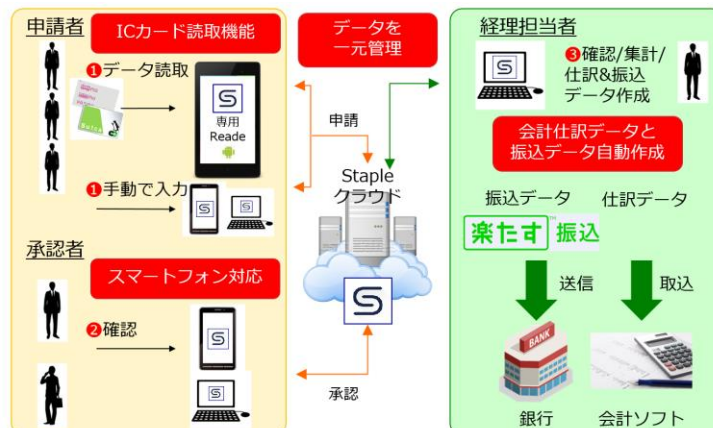 申請者
ICカード読取機能
❶データ読取
専用
Reade
Suica
❶手動で入力
承認者
スマートフォン対応
❷確認
データを
一元管理
申請
Staple
クラウド
承認
経理担当者
❸確認/集計/
仕訳&振込
データ作成
会計仕訳データと
振込データ自動作成
振込データ
仕訳データ
楽たす™振込
送信
取込
BANK
銀行
会計ソフト